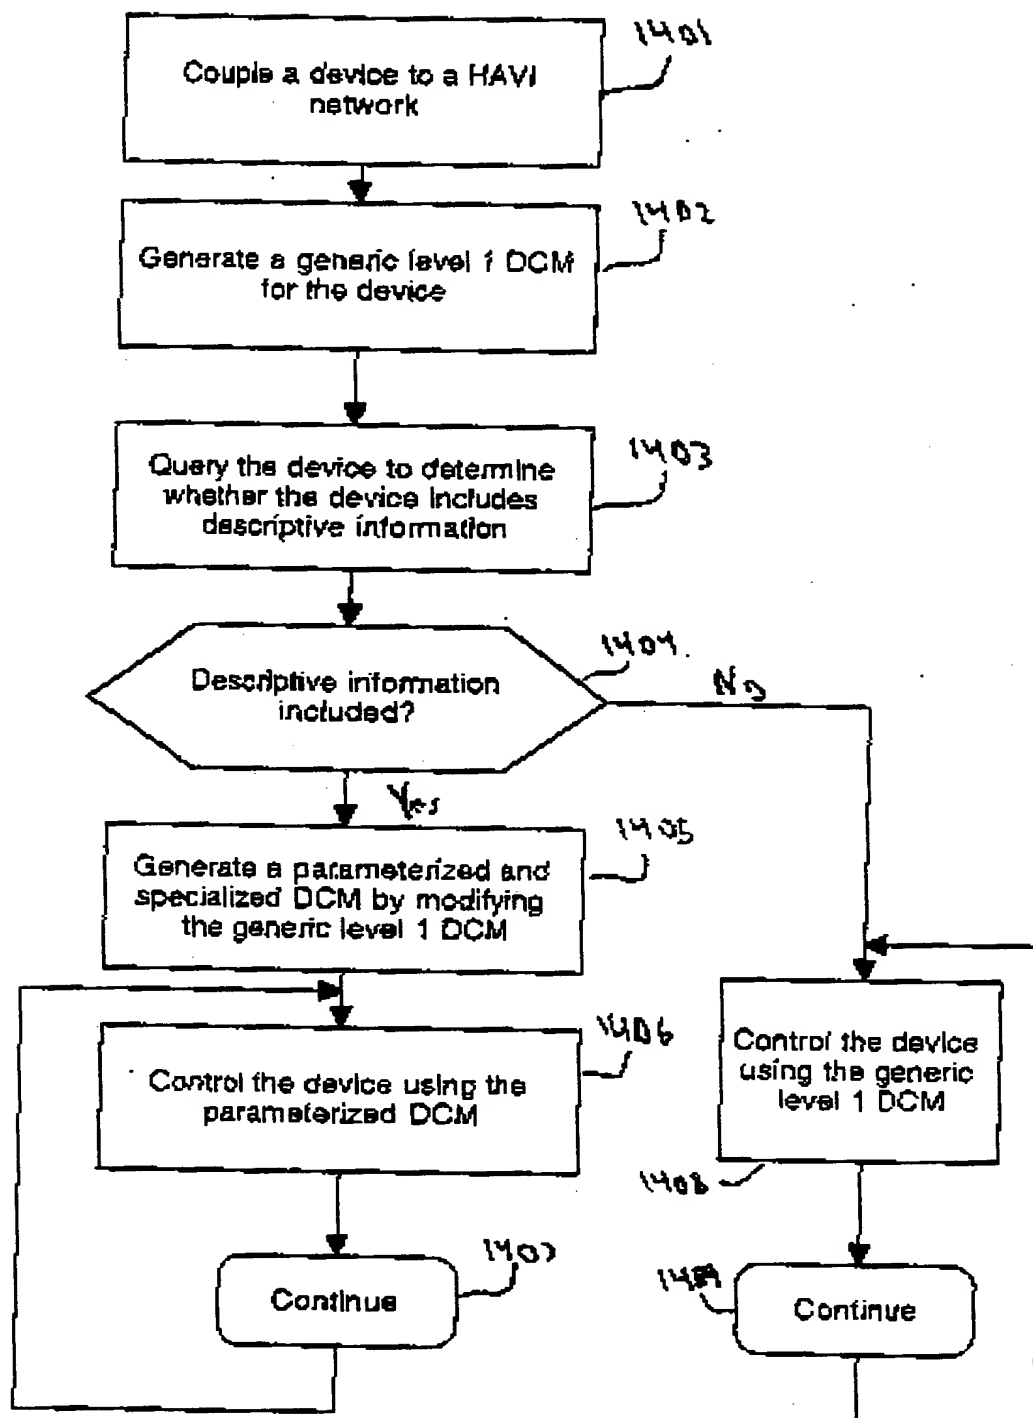 1401
Couple a device to a HAVI
network
1402
Generate a generic level 1 DCM
for the device
1403
Query the device to determine
whether the device includes
descriptive information
1404
Descriptive information
included?
No
Yes
1405
Generate a parameterized and
specialized DCM by modifying
the generic level 1 DCM
1406
Control the device using the
parameterized DCM
Control the device
using the generic
level 1 DCM
1408
1407
Continue
1409
Continue